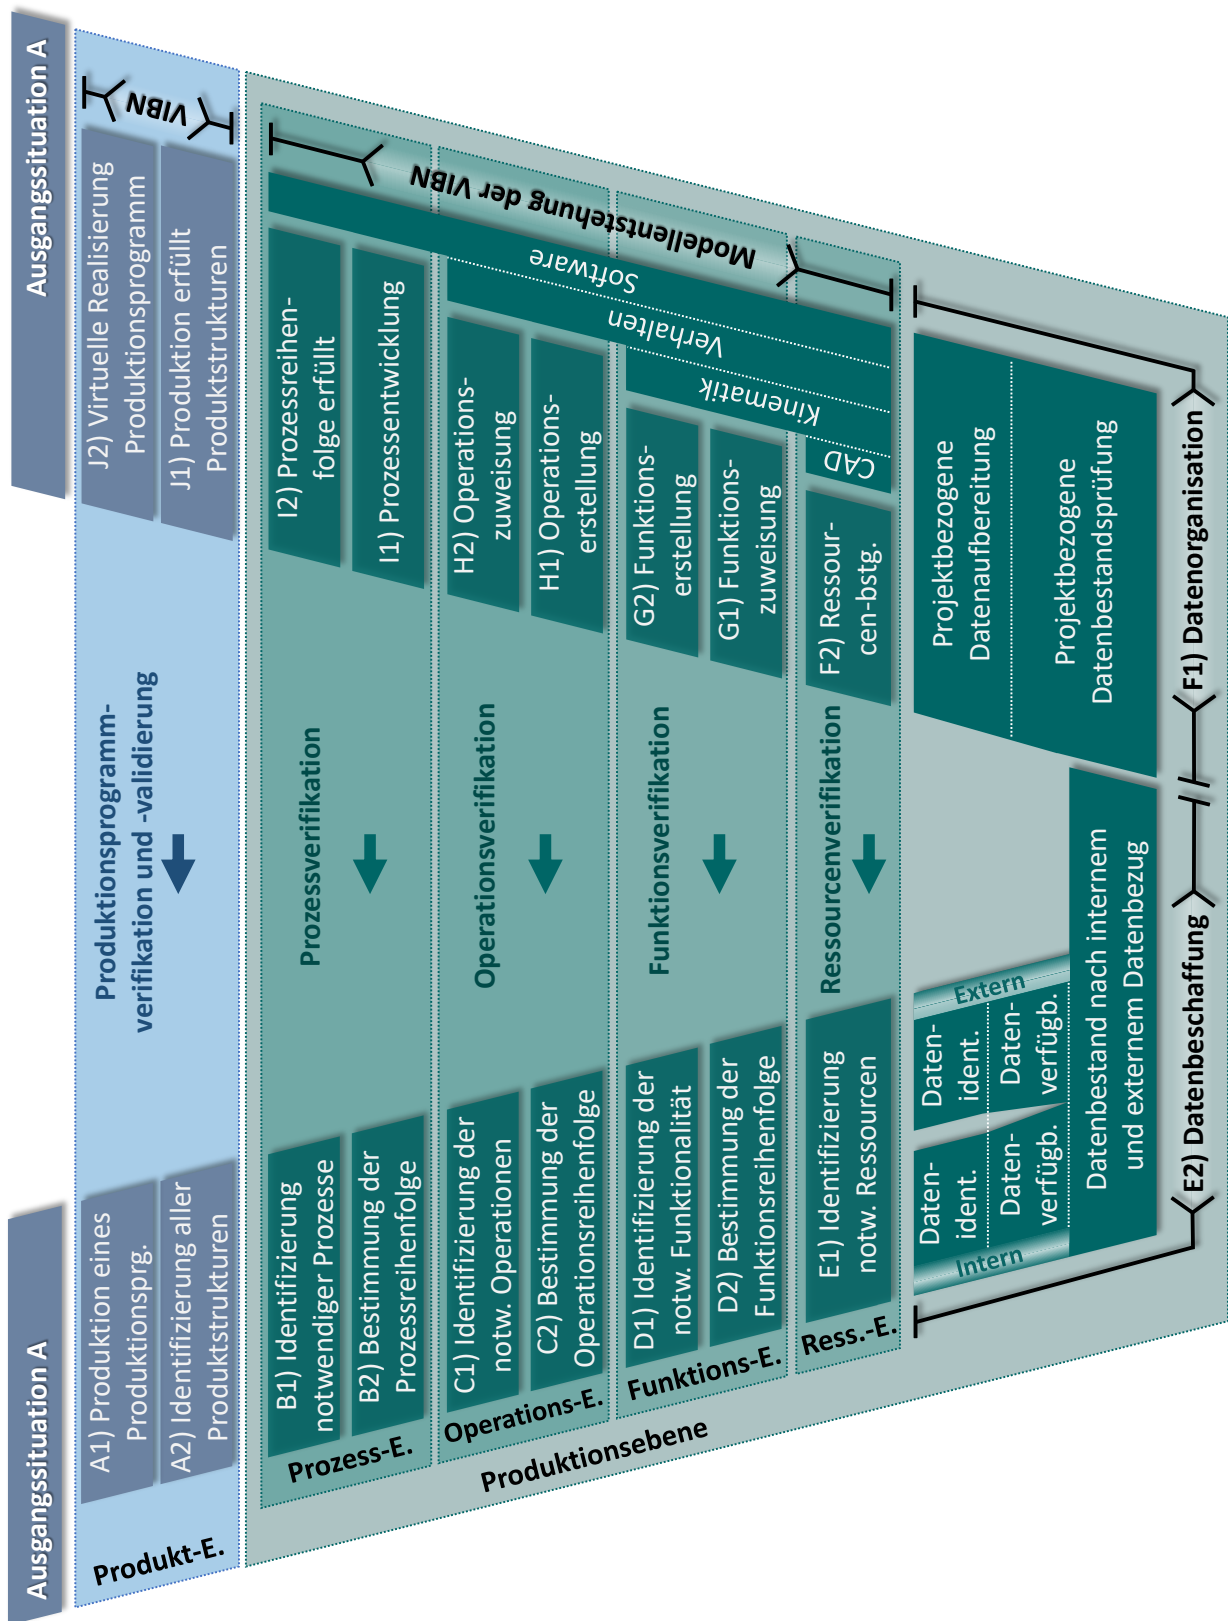 Ausgangssituation A
Ausgangssituation A
A1) Produktion eines
Produktionsprg.
A2) Identifizierung aller
Produktstrukturen
Produkt-E.
Produktionsprogramm-
verifikation und -validierung
J2) Virtuelle Realisierung
Produktionsprogramm
J1) Produktion erfüllt
Produktstrukturen
VIBN
B1) Identifizierung
notwendiger Prozesse
B2) Bestimmung der
Prozessreihenfolge
Prozess-E.
Prozessverifikation
I2) Prozessreihen-
folge erfüllt
I1) Prozessentwicklung
C1) Identifizierung der
notw. Operationen
C2) Bestimmung der
Operationsreihenfolge
Operations-E.
Operationsverifikation
H2) Operations-
zuweisung
H1) Operations-
erstellung
D1) Identifizierung der
notw. Funktionalität
D2) Bestimmung der
Funktionsreihenfolge
Funktions-E.
Funktionsverifikation
G2) Funktions-
erstellung
G1) Funktions-
zuweisung
E1) Identifizierung
notw. Ressourcen
Ress.-E.
Ressourcenverifikation
F2) Ressour-
cen-bstg.
CAD
Kinematik
Verhalten
Software
Modellentstehung der VIBN
Produktionsebene
Intern
Daten-
ident.
Daten-
verfügb.
Daten-
ident.
Daten-
verfügb.
Extern
Datenbestand nach internem
und externem Datenbezug
Projektbezogene
Datenaufbereitung
Projektbezogene
Datenbestandsprüfung
E2) Datenbeschaffung
F1) Datenorganisation